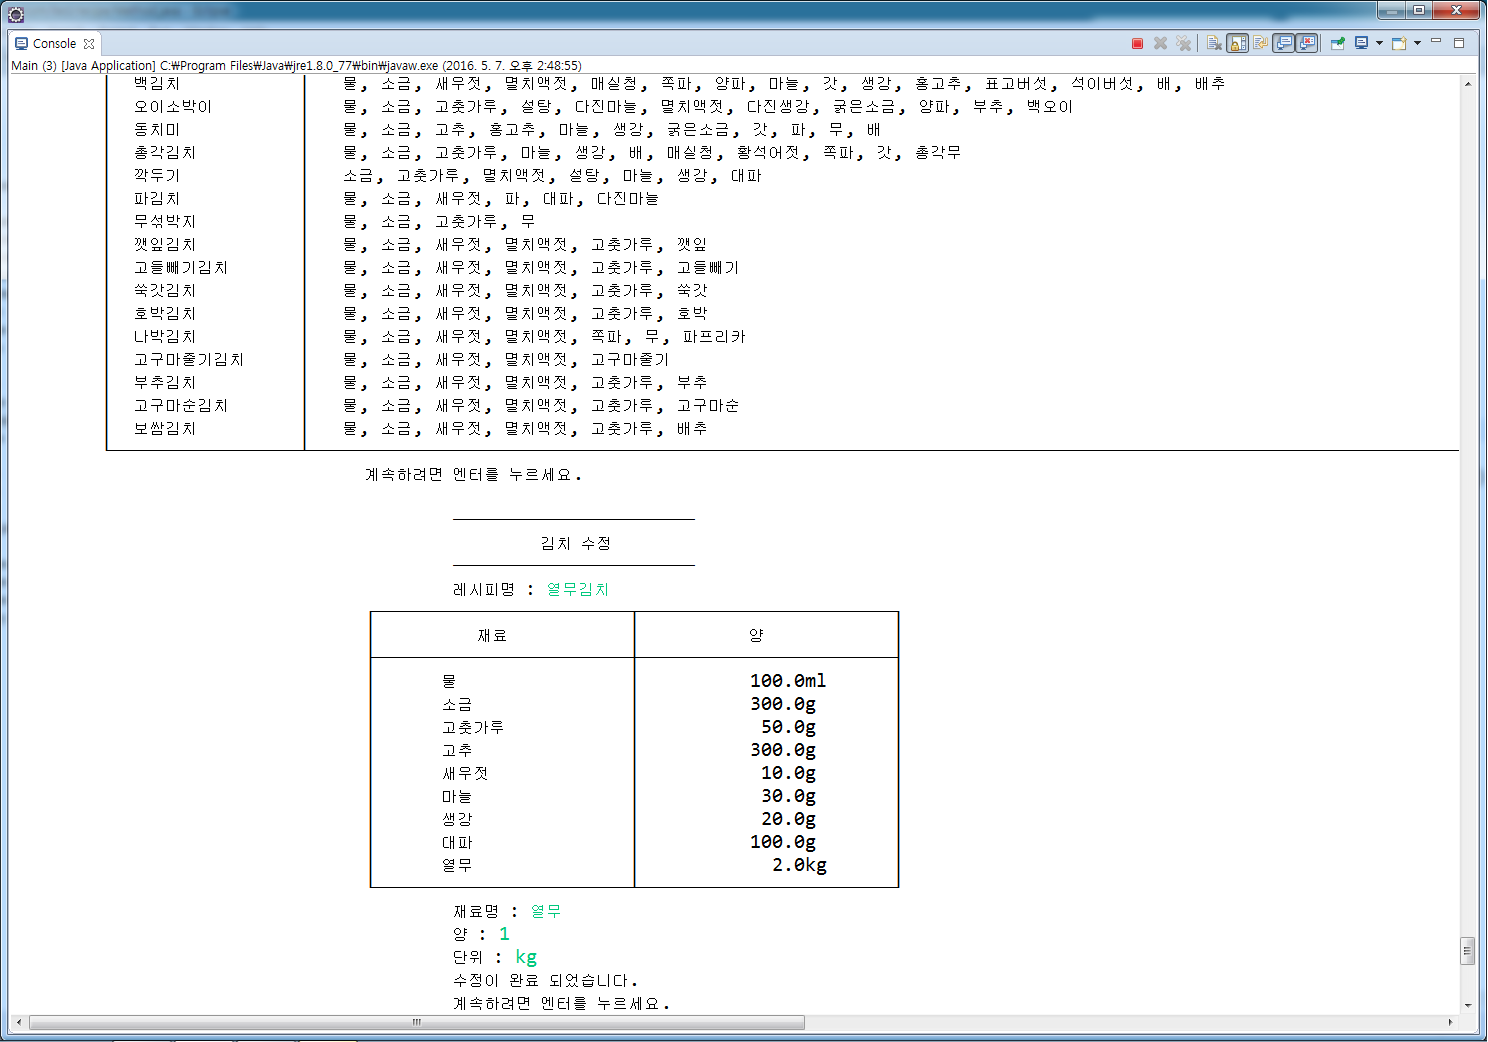 Console
Main (3) [Java Application] C:₩Program Files₩Java₩jre1.8.0_77₩bin₩javaw.exe (2016. 5. 7. 오후 2:48:55)
백김치 물, 소금, 새우젓, 멸치액젓, 매실청, 쪽파, 양파, 마늘, 갓, 생강, 홍고추, 표고버섯, 석이버섯, 배, 배추
오이소박이 물, 소금, 고춧가루, 설탕, 다진마늘, 멸치액젓, 다진생강, 굵은소금, 양파, 부추, 백오이
동치미 물, 소금, 고추, 홍고추, 마늘, 생강, 굵은소금, 갓, 파, 무, 배
총각김치 물, 소금, 고춧가루, 마늘, 생강, 배, 매실청, 황석어젓, 쪽파, 갓, 총각무
깍두기 소금, 고춧가루, 멸치액젓, 설탕, 마늘, 생강, 대파
파김치 물, 소금, 새우젓, 파, 대파, 다진마늘
무섞박지 물, 소금, 고춧가루, 무
깻잎김치 물, 소금, 새우젓, 멸치액젓, 고춧가루, 깻잎
고들빼기김치 물, 소금, 새우젓, 멸치액젓, 고춧가루, 고들빼기
쑥갓김치 물, 소금, 새우젓, 멸치액젓, 고춧가루, 쑥갓
호박김치 물, 소금, 새우젓, 멸치액젓, 고춧가루, 호박
나박김치 물, 소금, 새우젓, 멸치액젓, 쪽파, 무, 파프리카
고구마줄기김치 물, 소금, 새우젓, 멸치액젓, 고구마줄기
부추김치 물, 소금, 새우젓, 멸치액젓, 고춧가루, 부추
고구마순김치 물, 소금, 새우젓, 멸치액젓, 고춧가루, 고구마순
보쌈김치 물, 소금, 새우젓, 멸치액젓, 고춧가루, 배추
계속하려면 엔터를 누르세요.
김치 수정
레시피명 : 열무김치
재료 양
물 100.0ml
소금 300.0g
고춧가루 50.0g
고추 300.0g
새우젓 10.0g
마늘 30.0g
생강 20.0g
대파 100.0g
열무 2.0kg
재료명 : 열무
양 : 1
단위 : kg
수정이 완료 되었습니다.
계속하려면 엔터를 누르세요.